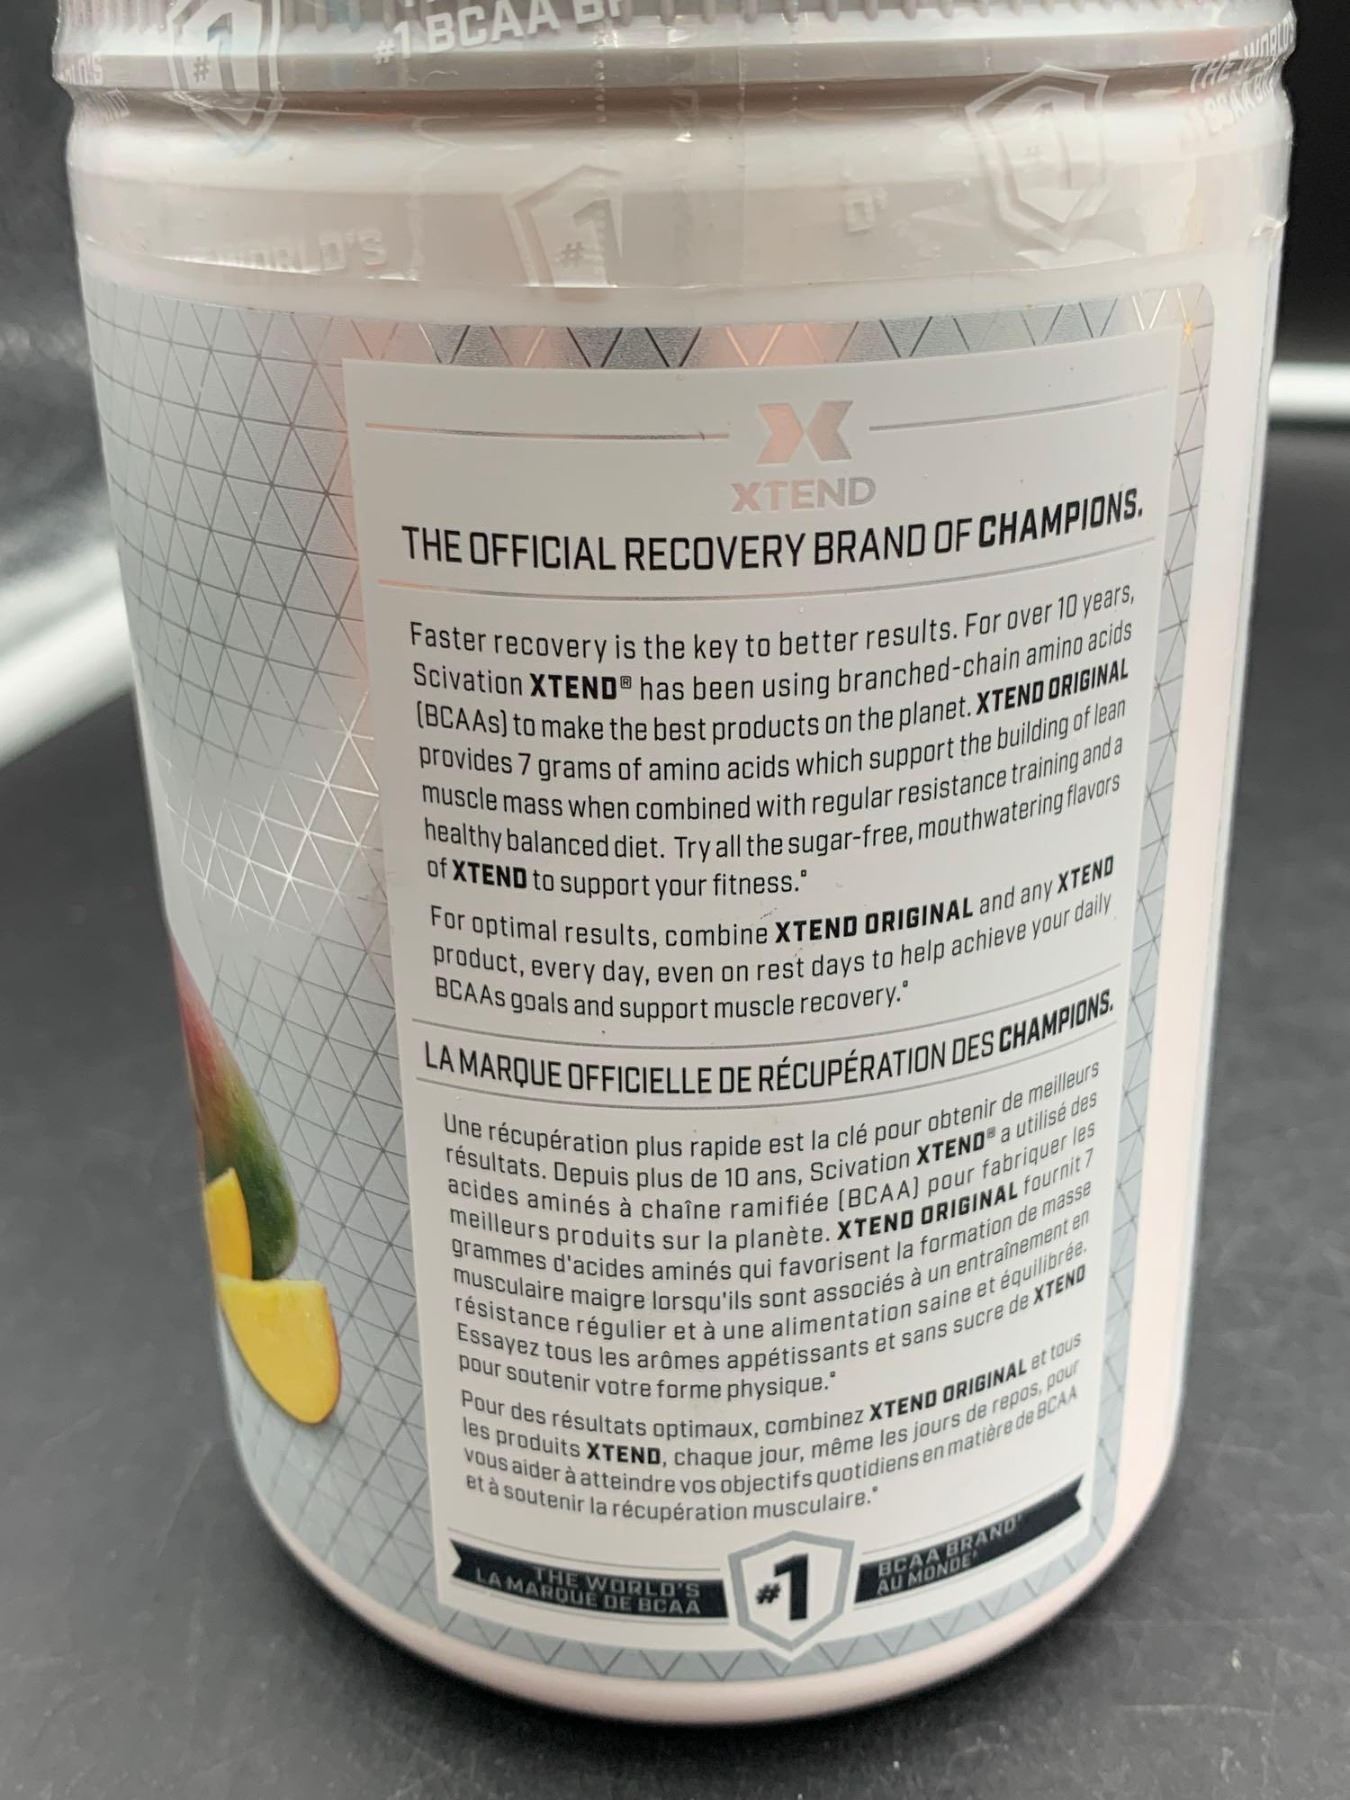 #1 BCAA
#1
THE WORLD'S
#1
WORLD'S
#1
XTEND
THE OFFICIAL RECOVERY BRAND OF CHAMPIONS.
Faster recovery is the key to better results. For over 10 years,
Scivation XTEND® has been using branched-chain amino acids
(BCAAs) to make the best products on the planet. XTEND ORIGINAL
provides 7 grams of amino acids which support the building of lean
muscle mass when combined with regular resistance training and a
healthy balanced diet. Try all the sugar-free, mouthwatering flavors
of XTEND to support your fitness.°
For optimal results, combine XTEND ORIGINAL and any XTEND
product, every day, even on rest days to help achieve your daily
BCAAs goals and support muscle recovery.°
LA MARQUE OFFICIELLE DE RÉCUPÉRATION DES CHAMPIONS.
Une récupération plus rapide est la clé pour obtenir de meilleurs
résultats. Depuis plus de 10 ans, Scivation XTEND® a utilisé des
acides aminés à chaîne ramifiée (BCAA) pour fabriquer les
meilleurs produits sur la planète. XTEND ORIGINAL fournit 7
grammes d'acides aminés qui favorisent la formation de masse
musculaire maigre lorsqu'ils sont associés à un entraînement en
résistance régulier et à une alimentation saine et équilibrée.
Essayez tous les arômes appétissants et sans sucre de XTEND
pour soutenir votre forme physique.°
Pour des résultats optimaux, combinez XTEND ORIGINAL et tous
les produits XTEND, chaque jour, même les jours de repos, pour
vous aider à atteindre vos objectifs quotidiens en matière de BCAA
et à soutenir la récupération musculaire.°
THE WORLD'S
LA MARQUE DE BCAA
#1
BCAA BRAND
AU MONDE